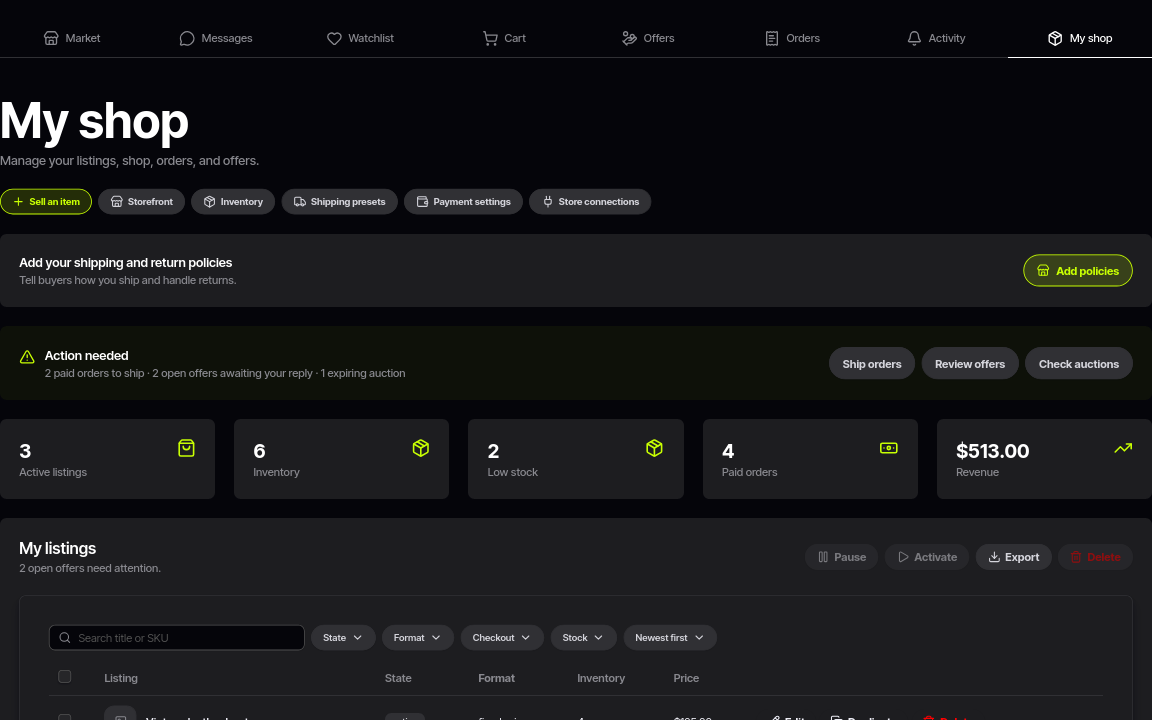 Market
Messages
Watchlist
Cart
Offers
Orders
Activity
My shop
My shop
Manage your listings, shop, orders, and offers.
Sell an item
Storefront
Inventory
Shipping presets
Payment settings
Store connections
Add your shipping and return policies
Tell buyers how you ship and handle returns.
Add policies
Action needed
2 paid orders to ship · 2 open offers awaiting your reply · 1 expiring auction
Ship orders
Review offers
Check auctions
3
Active listings
6
Inventory
2
Low stock
4
Paid orders
$513.00
Revenue
My listings
2 open offers need attention.
Pause
Activate
Export
Delete
Search title or SKU
State
Format
Checkout
Stock
Newest first
Listing
State
Format
Inventory
Price